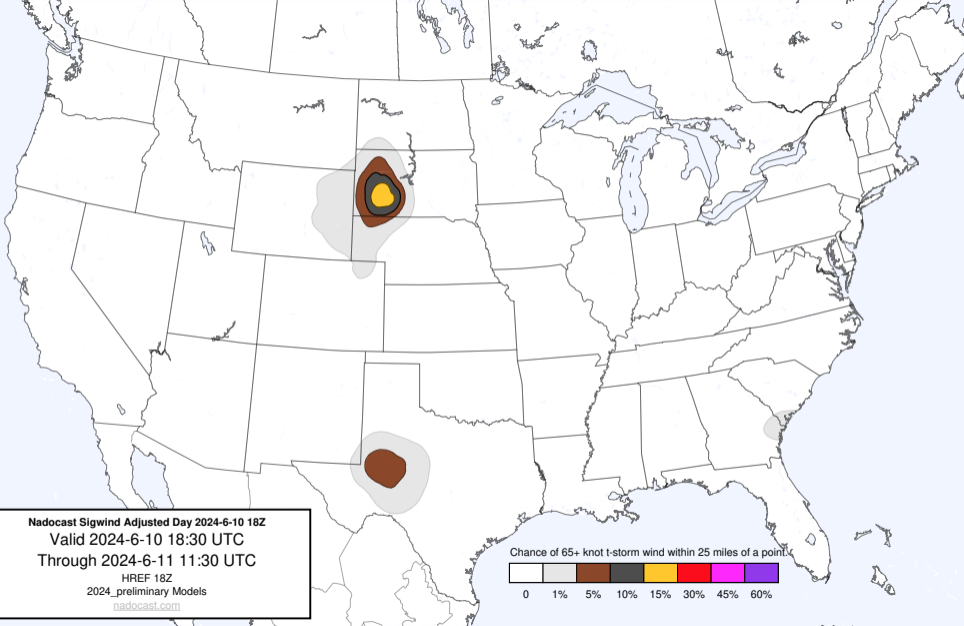 Nadocast Sigwind Adjusted Day 2024-6-10 18Z
Valid 2024-6-10 18:30 UTC
Through 2024-6-11 11:30 UTC
HREF 18Z
2024_preliminary Models
nadocast.com
Chance of 65+ knot t-storm wind within 25 miles of a point.
0 1% 5% 10% 15% 30% 45% 60%